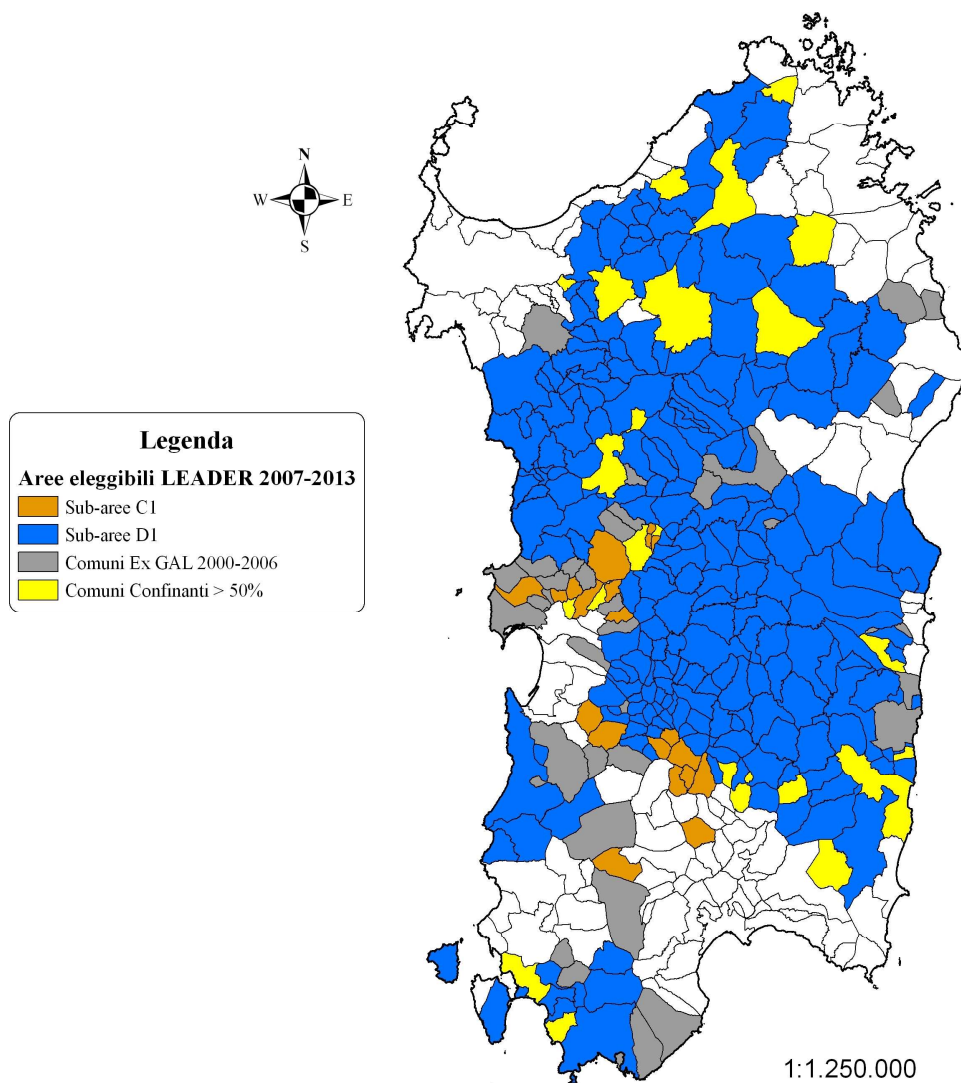 N
W E
S
Legenda
Aree eleggibili LEADER 2007-2013
Sub-aree C1
Sub-aree D1
Comuni Ex GAL 2000-2006
Comuni Confinanti > 50%
1:1.250.000